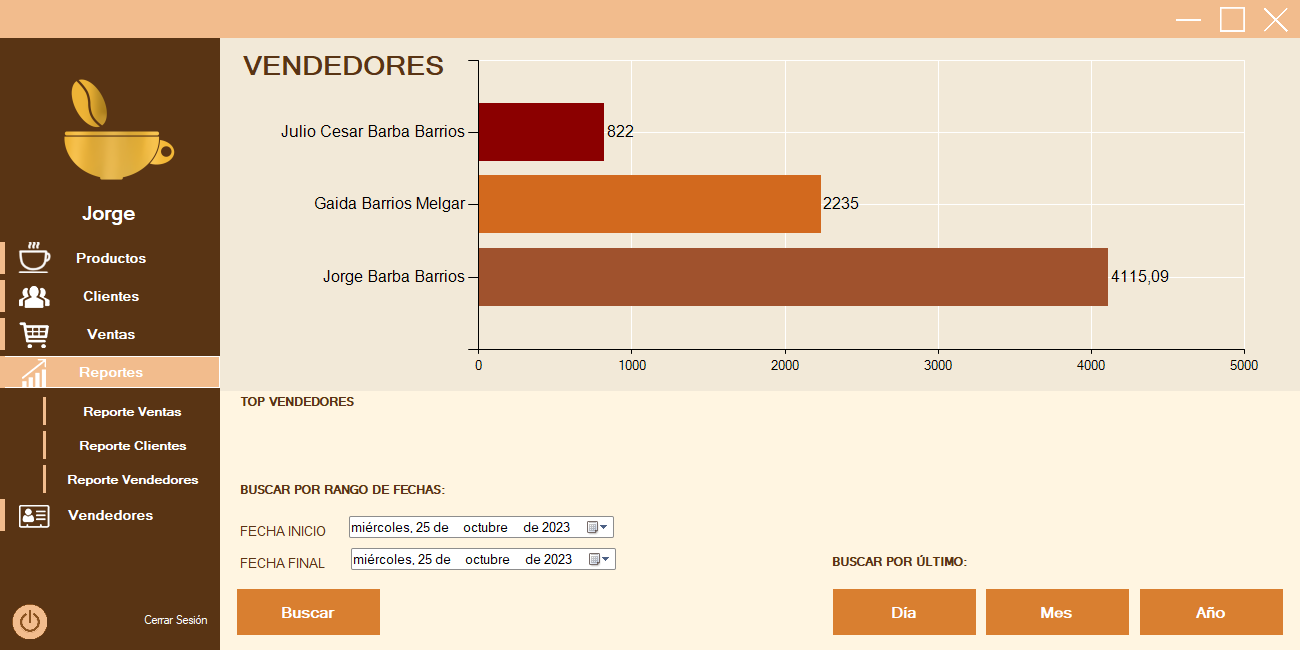 Jorge
Productos
Clientes
Ventas
Reportes
Reporte Ventas
Reporte Clientes
Reporte Vendedores
Vendedores
Cerrar Sesión
VENDEDORES
Julio Cesar Barba Barrios 822
Gaida Barrios Melgar 2235
Jorge Barba Barrios 4115,09
0 1000 2000 3000 4000 5000
TOP VENDEDORES
BUSCAR POR RANGO DE FECHAS:
FECHA INICIO miércoles, 25 de octubre de 2023
FECHA FINAL miércoles, 25 de octubre de 2023
Buscar
BUSCAR POR ÚLTIMO:
Día Mes Año